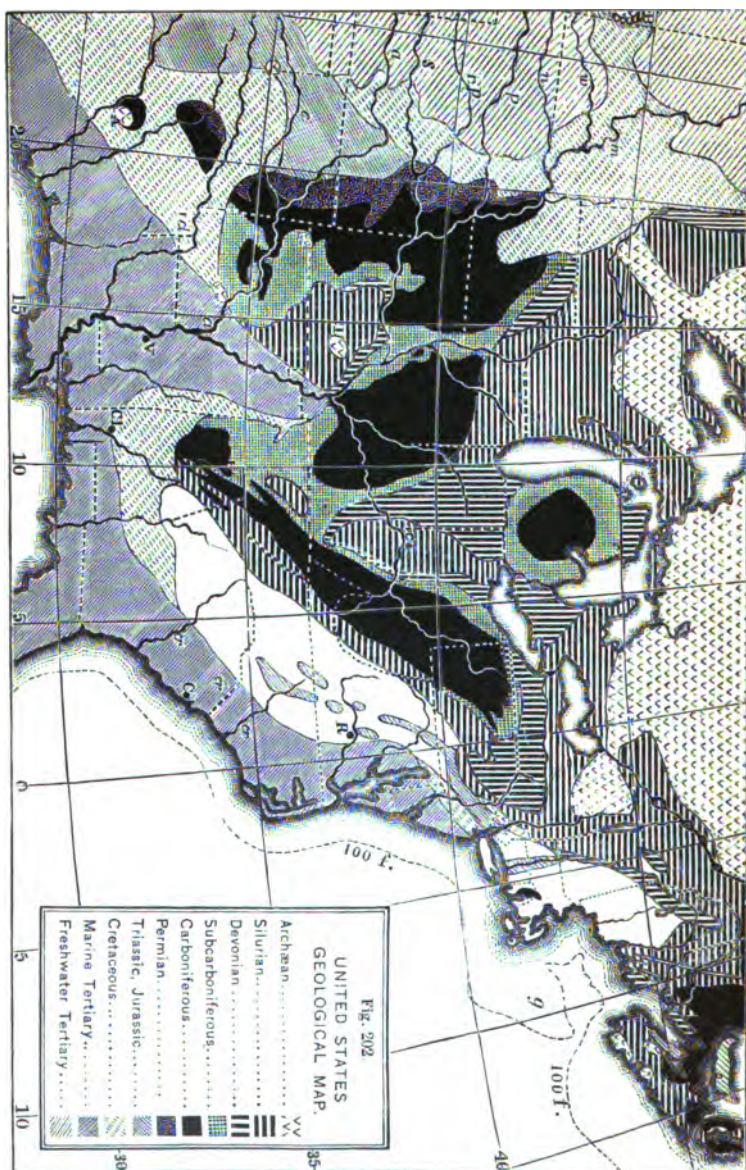 Fig. 202.
UNITED STATES
GEOLOGICAL MAP.
Archæan
Silurian
Devonian
Subcarboniferous
Carboniferous
Permian
Triassic, Jurassic
Cretaceous
Marine Tertiary
Freshwater Tertiary
100 f.
100 f.
g
R
V
w
m
P
rp
c
20
15
10
5
0
5
10
30
35
40